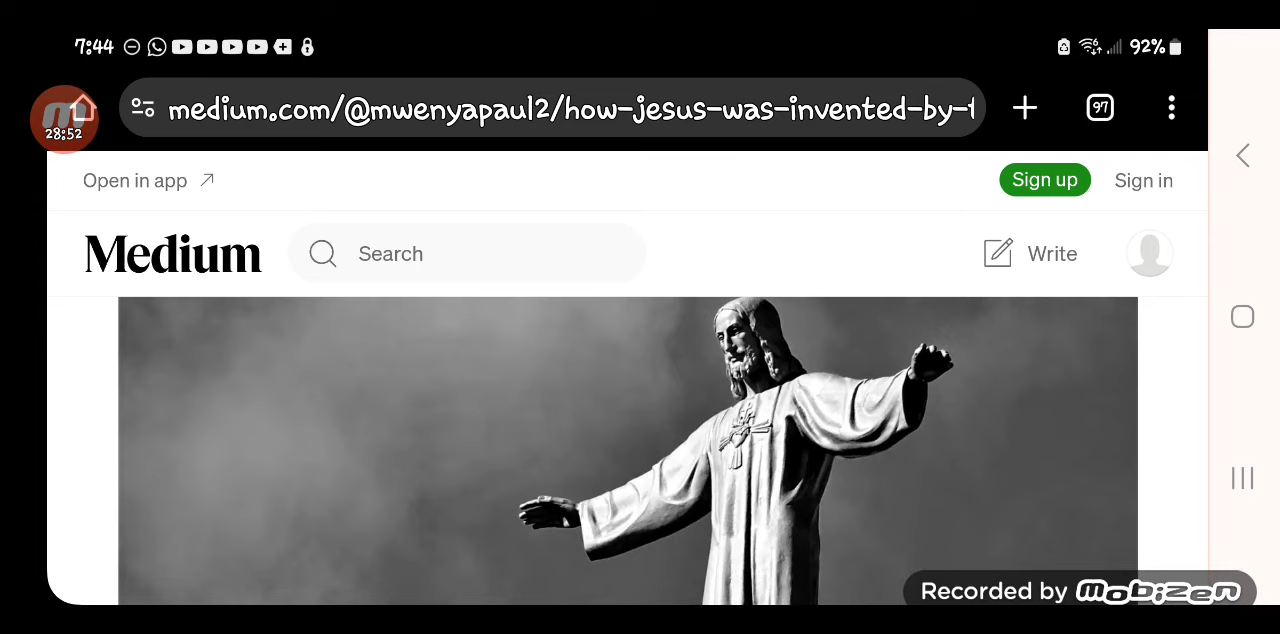 7:44 92%
28:52
medium.com/@mwenyapaul2/how-jesus-was-invented-by-t
97
Open in app Sign up Sign in
Medium Search Write
Recorded by mobizen